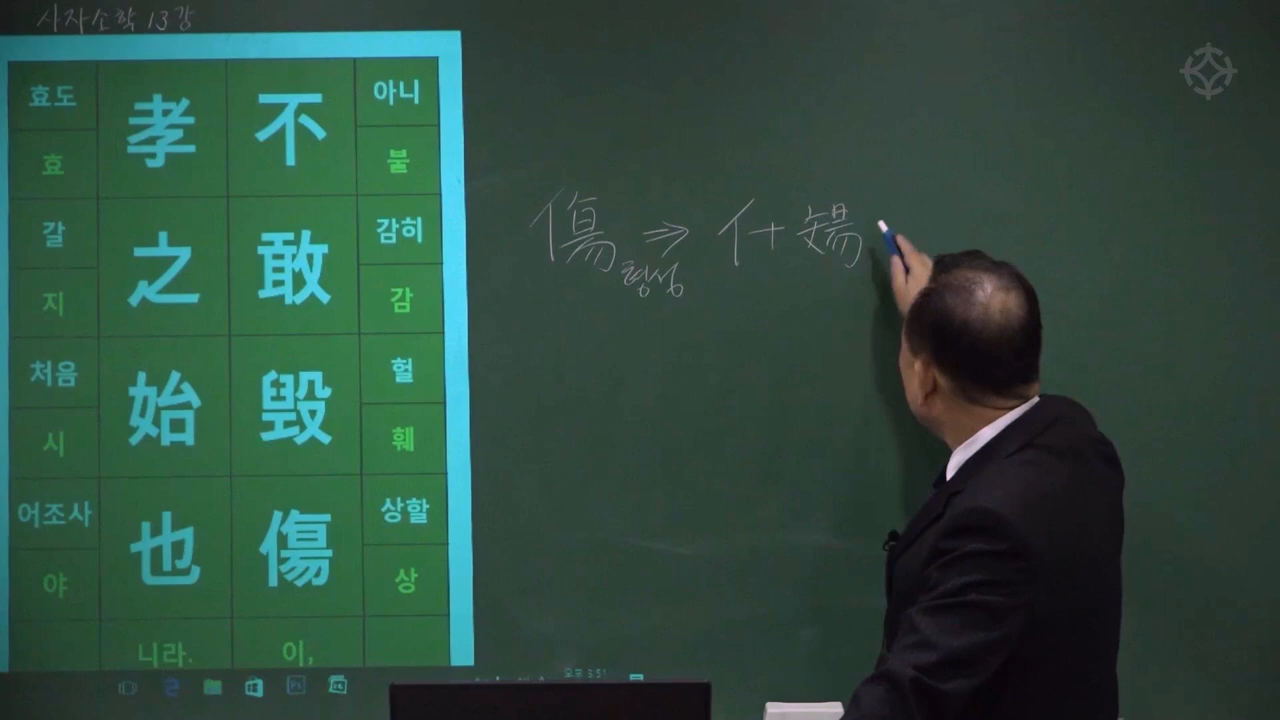 사자소학 13강
효도 孝 不 아니
효 불
갈 之 敢 감히
지 감
처음 始 毁 헐
시 훼
어조사 也 傷 상할
야 상
니라. 이,
傷 ⇒ 亻+
형성